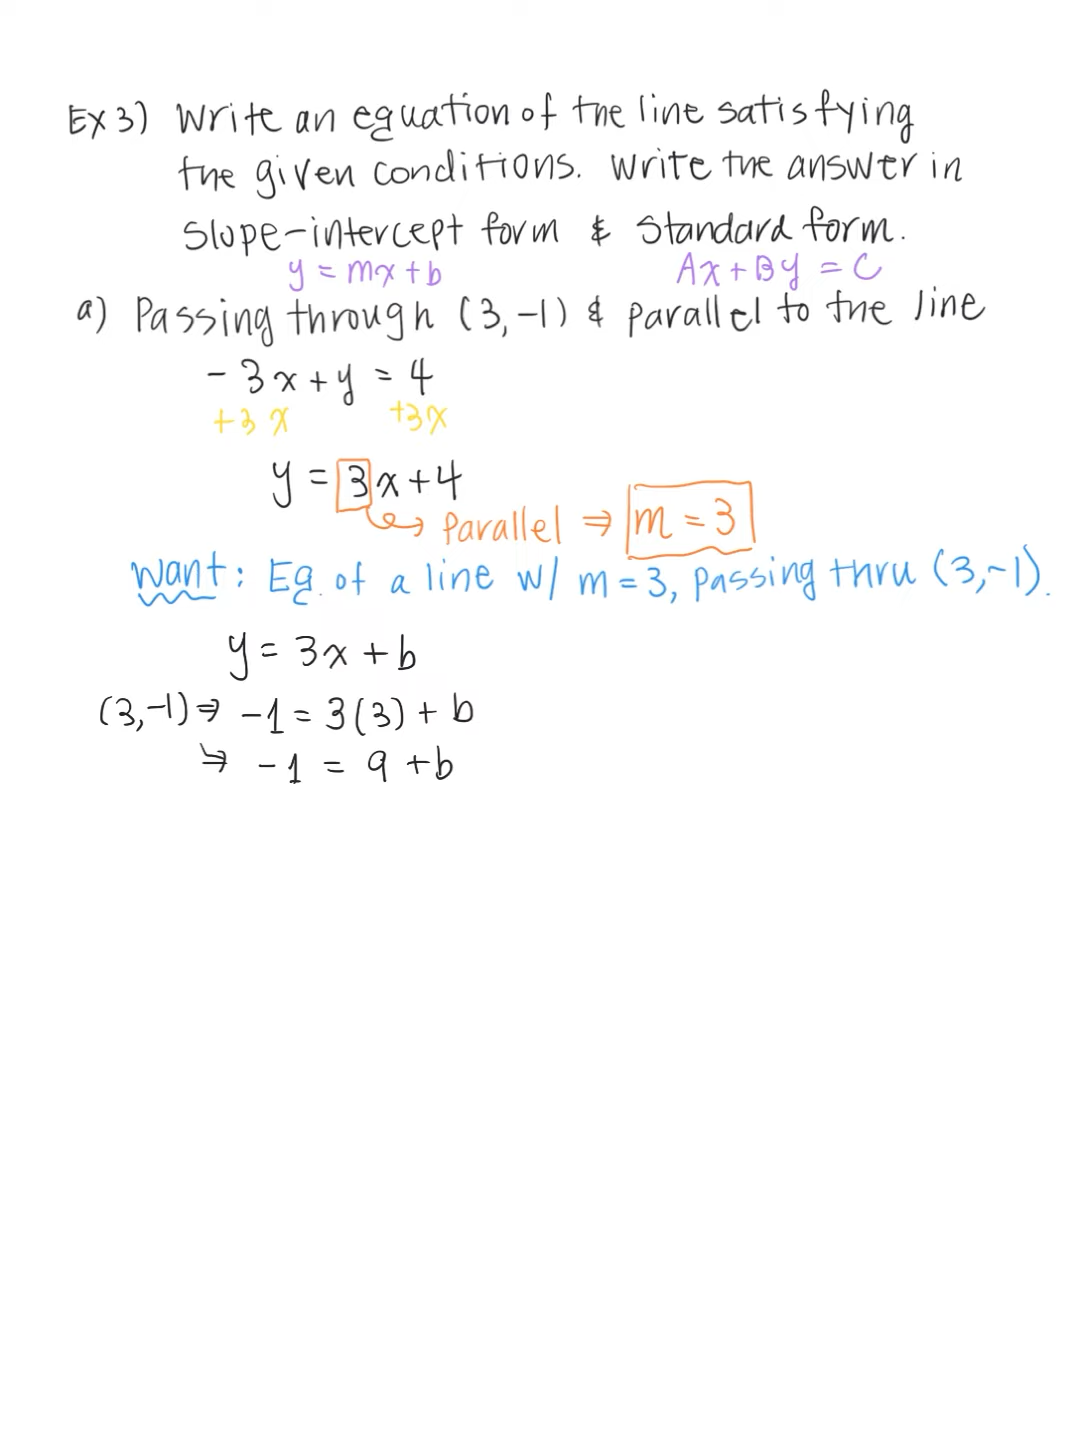 Ex 3) Write an equation of the line satisfying
the given conditions. Write the answer in
slope-intercept form & standard form.
y = mx + b Ax + By = C
a) Passing through (3, -1) & parallel to the line
- 3x + y = 4
+3x +3x
y = 3x + 4
Parallel ⇒ m = 3
Want: Eq. of a line w/ m = 3, passing thru (3, -1).
y = 3x + b
(3, -1) ⇒ -1 = 3(3) + b
⇒ -1 = 9 + b